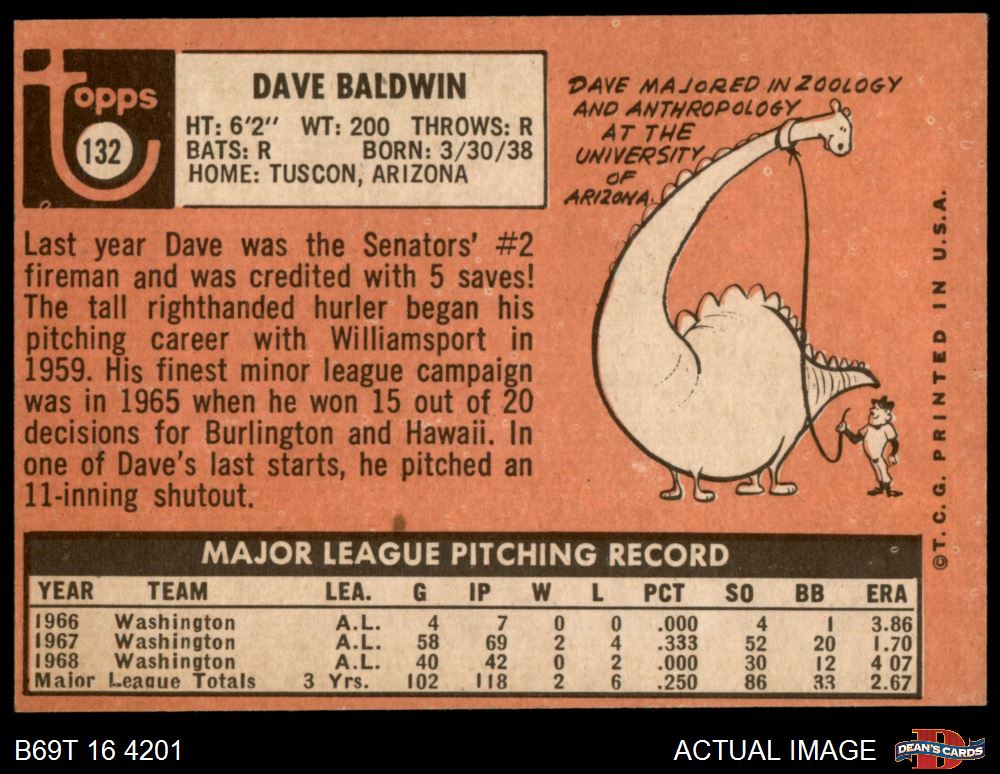 Topps
132
DAVE BALDWIN
HT: 6'2" WT: 200 THROWS: R
BATS: R BORN: 3/30/38
HOME: TUSCON, ARIZONA
DAVE MAJORED IN ZOOLOGY
AND ANTHROPOLOGY
AT THE
UNIVERSITY
OF
ARIZONA.
Last year Dave was the Senators' #2
fireman and was credited with 5 saves!
The tall righthanded hurler began his
pitching career with Williamsport in
1959. His finest minor league campaign
was in 1965 when he won 15 out of 20
decisions for Burlington and Hawaii. In
one of Dave's last starts, he pitched an
11-inning shutout.
©T.C.G. PRINTED IN U.S.A.
MAJOR LEAGUE PITCHING RECORD
YEAR TEAM LEA. G IP W L PCT SO BB ERA
1966 Washington A.L. 4 7 0 0 .000 4 1 3.86
1967 Washington A.L. 58 69 2 4 .333 52 20 1.70
1968 Washington A.L. 40 42 0 2 .000 30 12 4 07
Major League Totals 3 Yrs. 102 118 2 6 .250 86 33 2.67
B69T 16 4201
ACTUAL IMAGE
D
DEAN'S CARDS